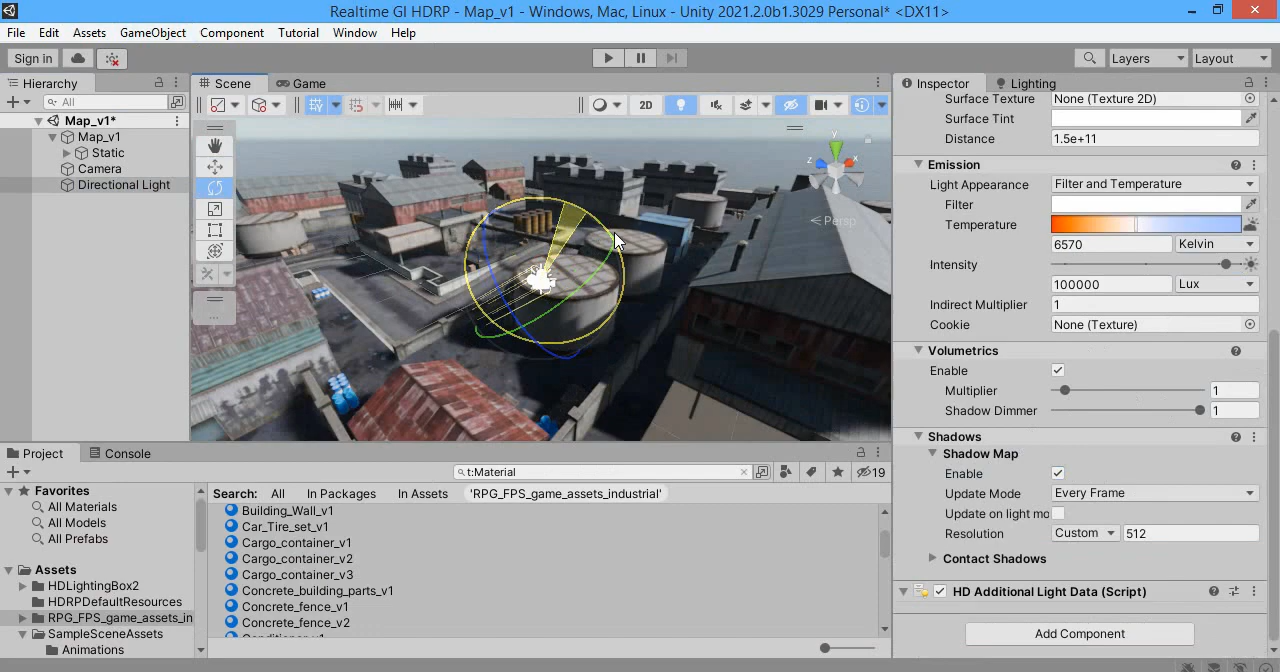 Realtime GI HDRP - Map_v1 - Windows, Mac, Linux - Unity 2021.2.0b1.3029 Personal* <DX11>
File Edit Assets GameObject Component Tutorial Window Help
Sign in Layers Layout
Hierarchy Scene Game Inspector Lighting
All 2D
Map_v1*
Map_v1
Static
Camera
Directional Light
y
z x
Persp
Surface Texture None (Texture 2D)
Surface Tint
Distance 1.5e+11
Emission
Light Appearance Filter and Temperature
Filter
Temperature
6570 Kelvin
Intensity
100000 Lux
Indirect Multiplier 1
Cookie None (Texture)
Volumetrics
Enable
Multiplier 1
Shadow Dimmer 1
Shadows
Shadow Map
Enable
Update Mode Every Frame
Update on light mo
Resolution Custom 512
Contact Shadows
HD Additional Light Data (Script)
Add Component
Project Console
t:Material 19
Favorites
All Materials
All Models
All Prefabs
Assets
HDLightingBox2
HDRPDefaultResources
RPG_FPS_game_assets_in
SampleSceneAssets
Animations
Search: All In Packages In Assets 'RPG_FPS_game_assets_industrial'
Building_Wall_v1
Car_Tire_set_v1
Cargo_container_v1
Cargo_container_v2
Cargo_container_v3
Concrete_building_parts_v1
Concrete_fence_v1
Concrete_fence_v2